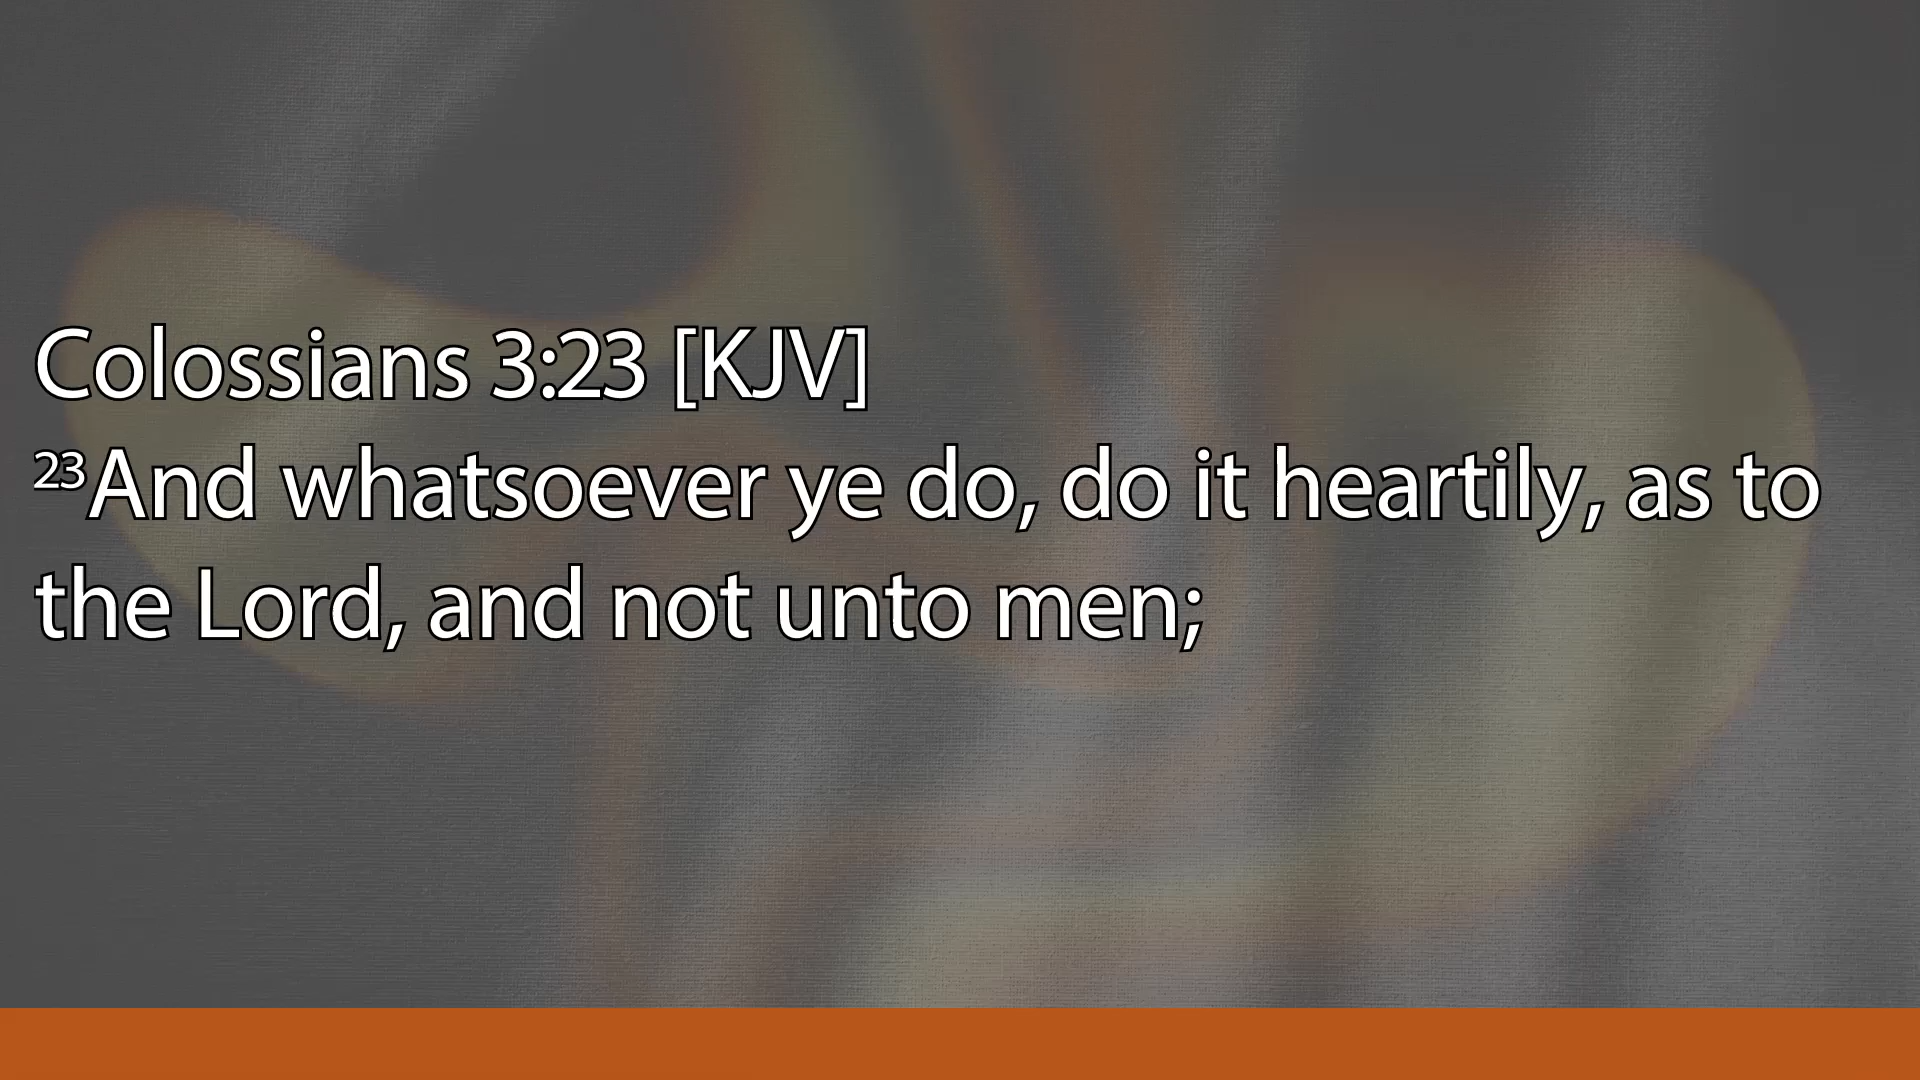 Colossians 3:23 [KJV]
²³And whatsoever ye do, do it heartily, as to
the Lord, and not unto men;